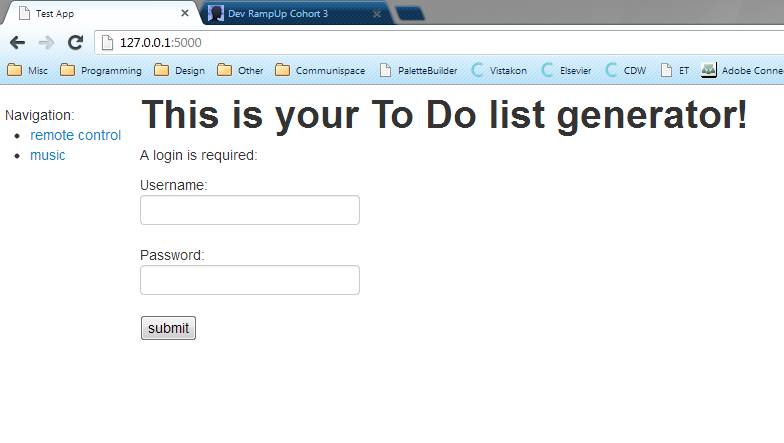 Test App
Dev RampUp Cohort 3
127.0.0.1:5000
Misc Programming Design Other Communispace PaletteBuilder Vistakon Elsevier CDW ET Adobe Conne
Navigation:
remote control
music
This is your To Do list generator!
A login is required:
Username:
Password:
submit